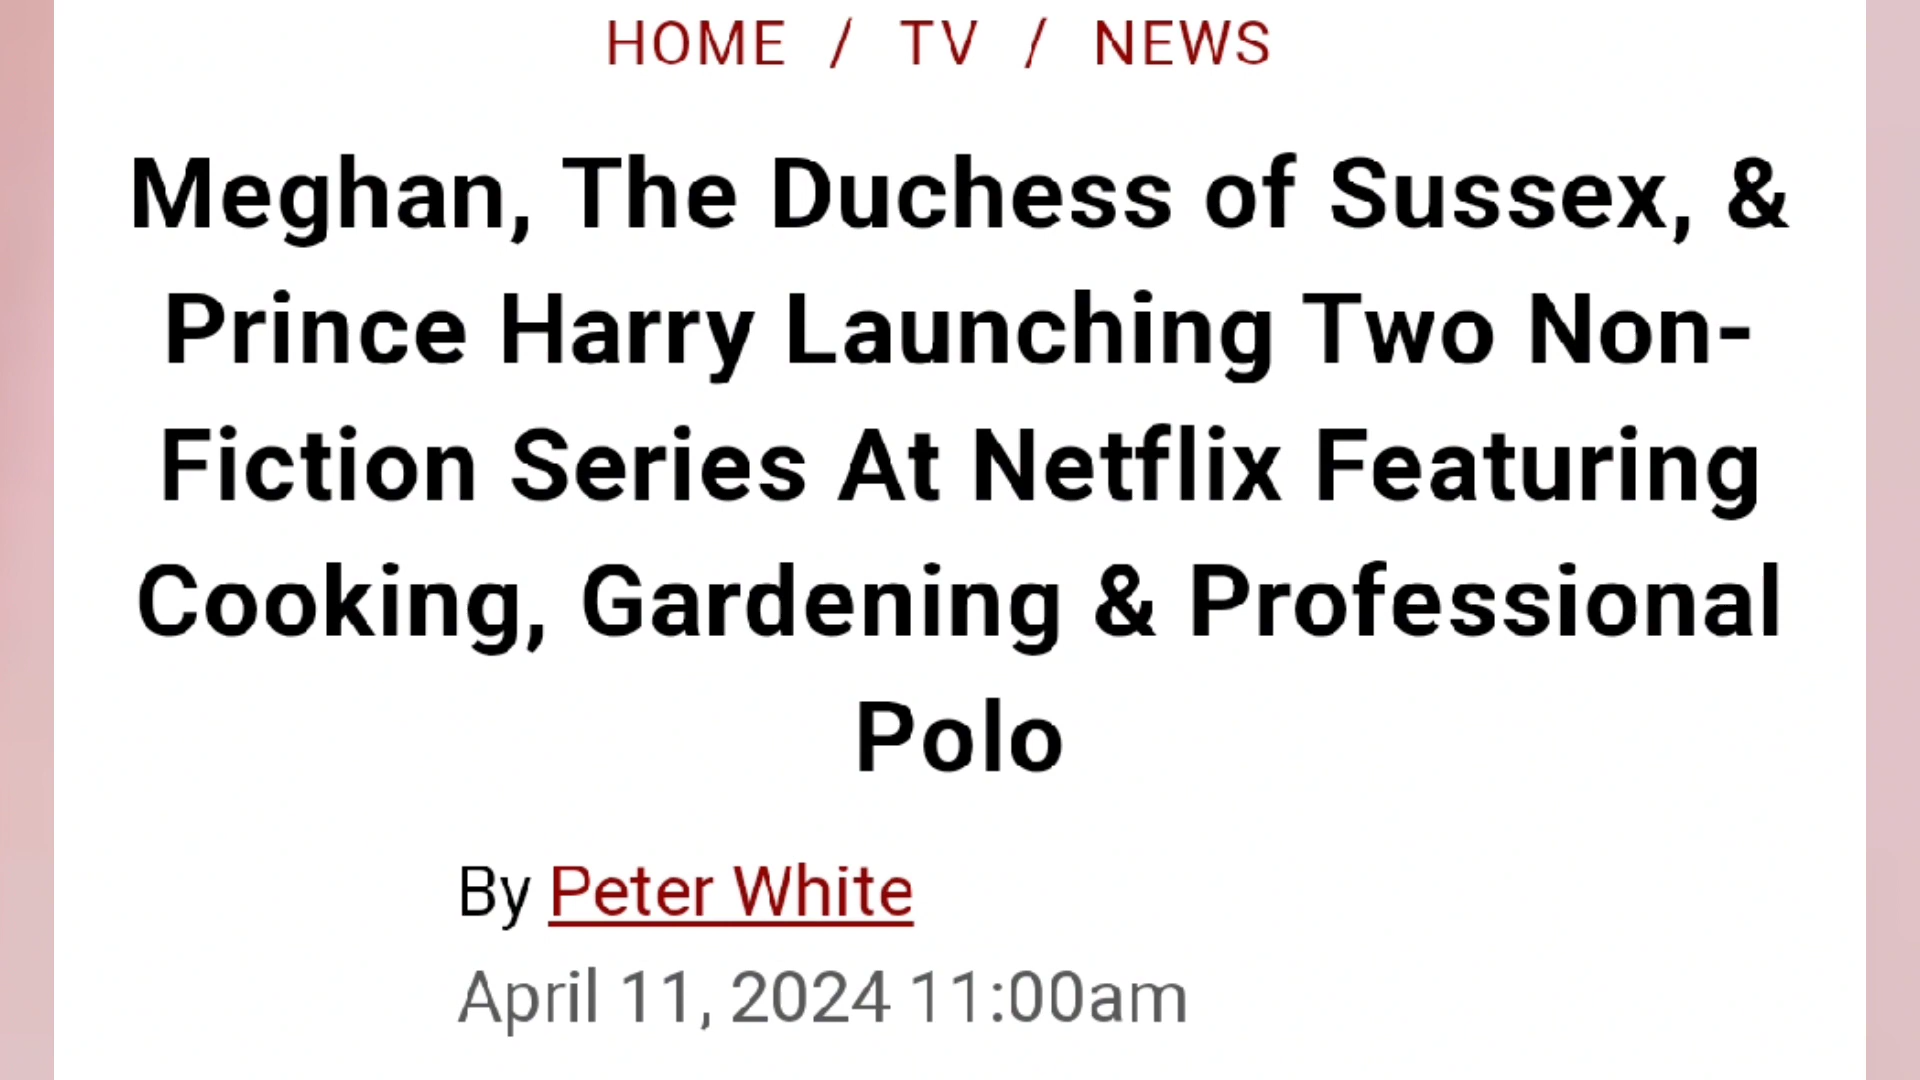 HOME / TV / NEWS
Meghan, The Duchess of Sussex, &
Prince Harry Launching Two Non-
Fiction Series At Netflix Featuring
Cooking, Gardening & Professional
Polo
By Peter White
April 11, 2024 11:00am